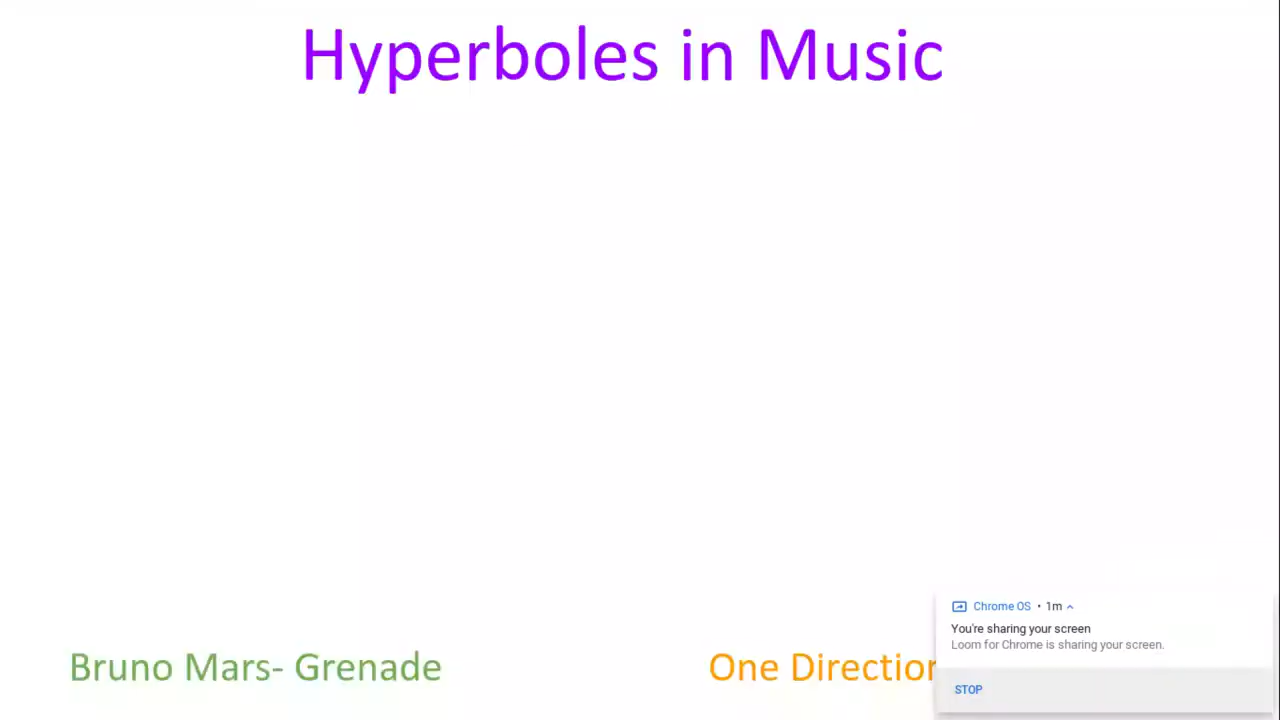 Hyperboles in Music
Bruno Mars- Grenade
One Direction
Chrome OS • 1m
You're sharing your screen
Loom for Chrome is sharing your screen.
STOP